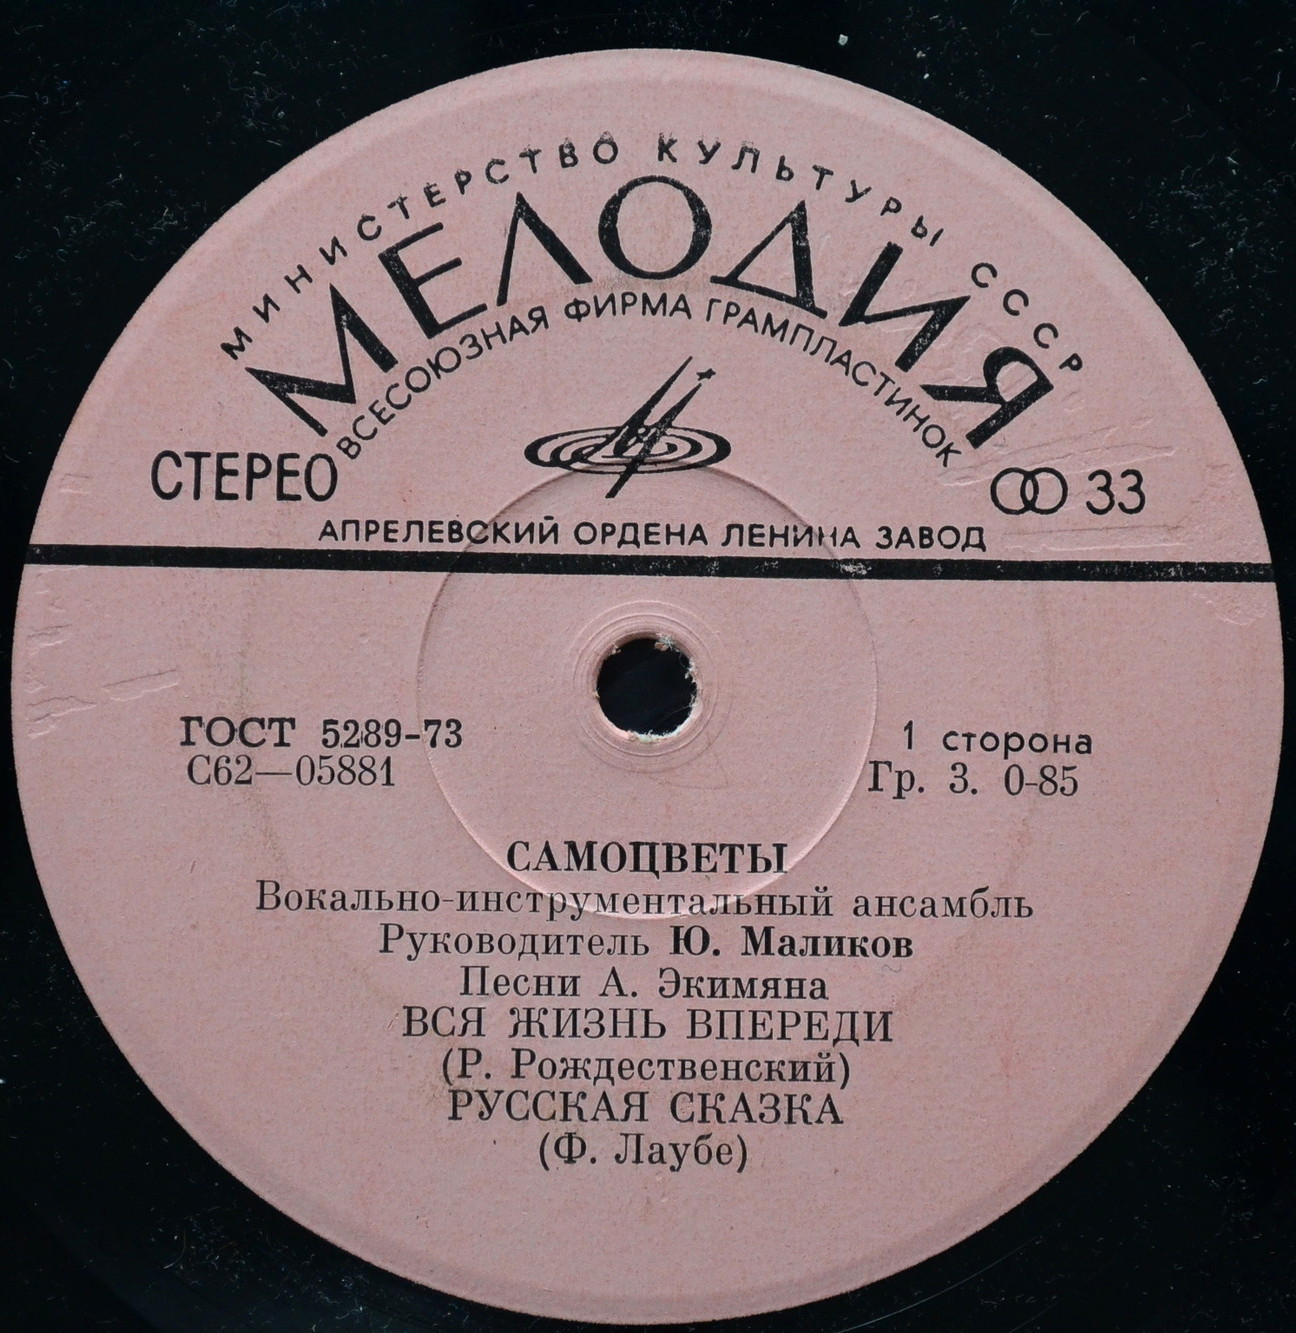 МИНИСТЕРСТВО КУЛЬТУРЫ СССР
МЕЛОДИЯ
ВСЕСОЮЗНАЯ ФИРМА ГРАМПЛАСТИНОК
СТЕРЕО
33
АПРЕЛЕВСКИЙ ОРДЕНА ЛЕНИНА ЗАВОД
ГОСТ 5289-73
С62—05881
1 сторона
Гр. 3. 0-85
САМОЦВЕТЫ
Вокально-инструментальный ансамбль
Руководитель Ю. Маликов
Песни А. Экимяна
ВСЯ ЖИЗНЬ ВПЕРЕДИ
(Р. Рождественский)
РУССКАЯ СКАЗКА
(Ф. Лаубе)